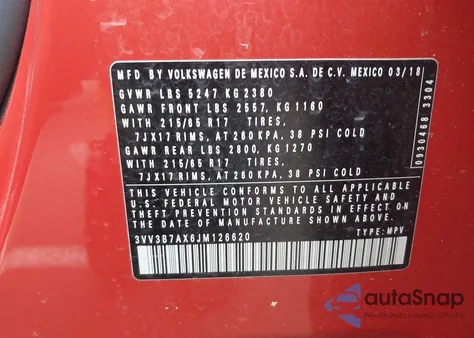 MFD BY VOLKSWAGEN DE MEXICO S.A. DE C.V. MEXICO 03/18
GVWR LBS 5247 KG 2380
GAWR FRONT LBS 2557, KG 1160
WITH 215/65 R17 TIRES,
7JX17 RIMS, AT 260 KPA, 38 PSI COLD
GAWR REAR LBS 2800, KG 1270
WITH 215/65 R17 TIRES,
7JX17 RIMS, AT 260 KPA, 38 PSI COLD
THIS VEHICLE CONFORMS TO ALL APPLICABLE
U.S. FEDERAL MOTOR VEHICLE SAFETY AND
THEFT PREVENTION STANDARDS IN EFFECT ON
THE DATE OF MANUFACTURE SHOWN ABOVE.
3VV3B7AX6JM126620 TYPE: MPV
0930468 3304
autoSnap